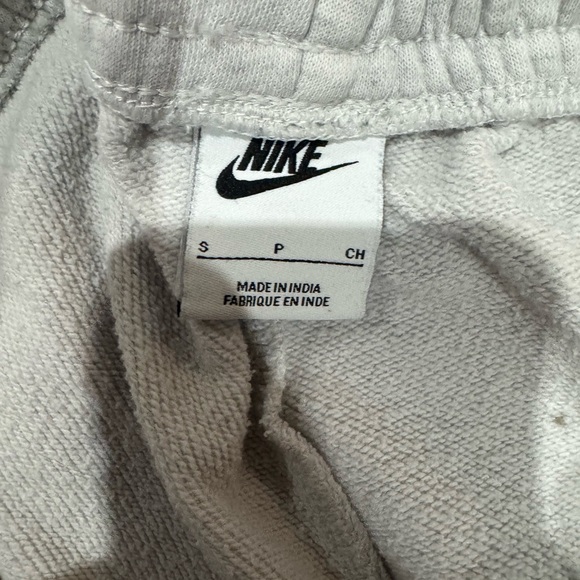 NIKE
S P CH
MADE IN INDIA
FABRIQUE EN INDE